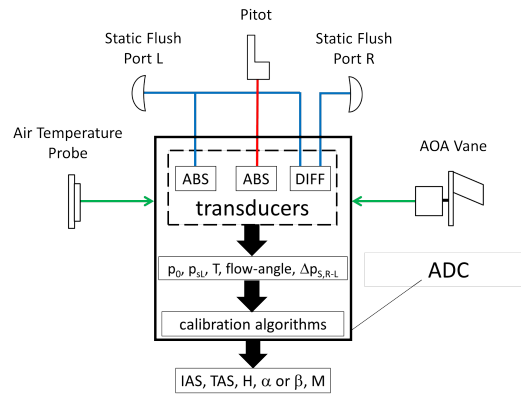 Pitot
Static Flush
Port L
Static Flush
Port R
Air Temperature
Probe
AOA Vane
ABS
ABS
DIFF
transducers
p₀, pₛL, T, flow-angle, Δp_S,R-L
ADC
calibration algorithms
IAS, TAS, H, α or β, M